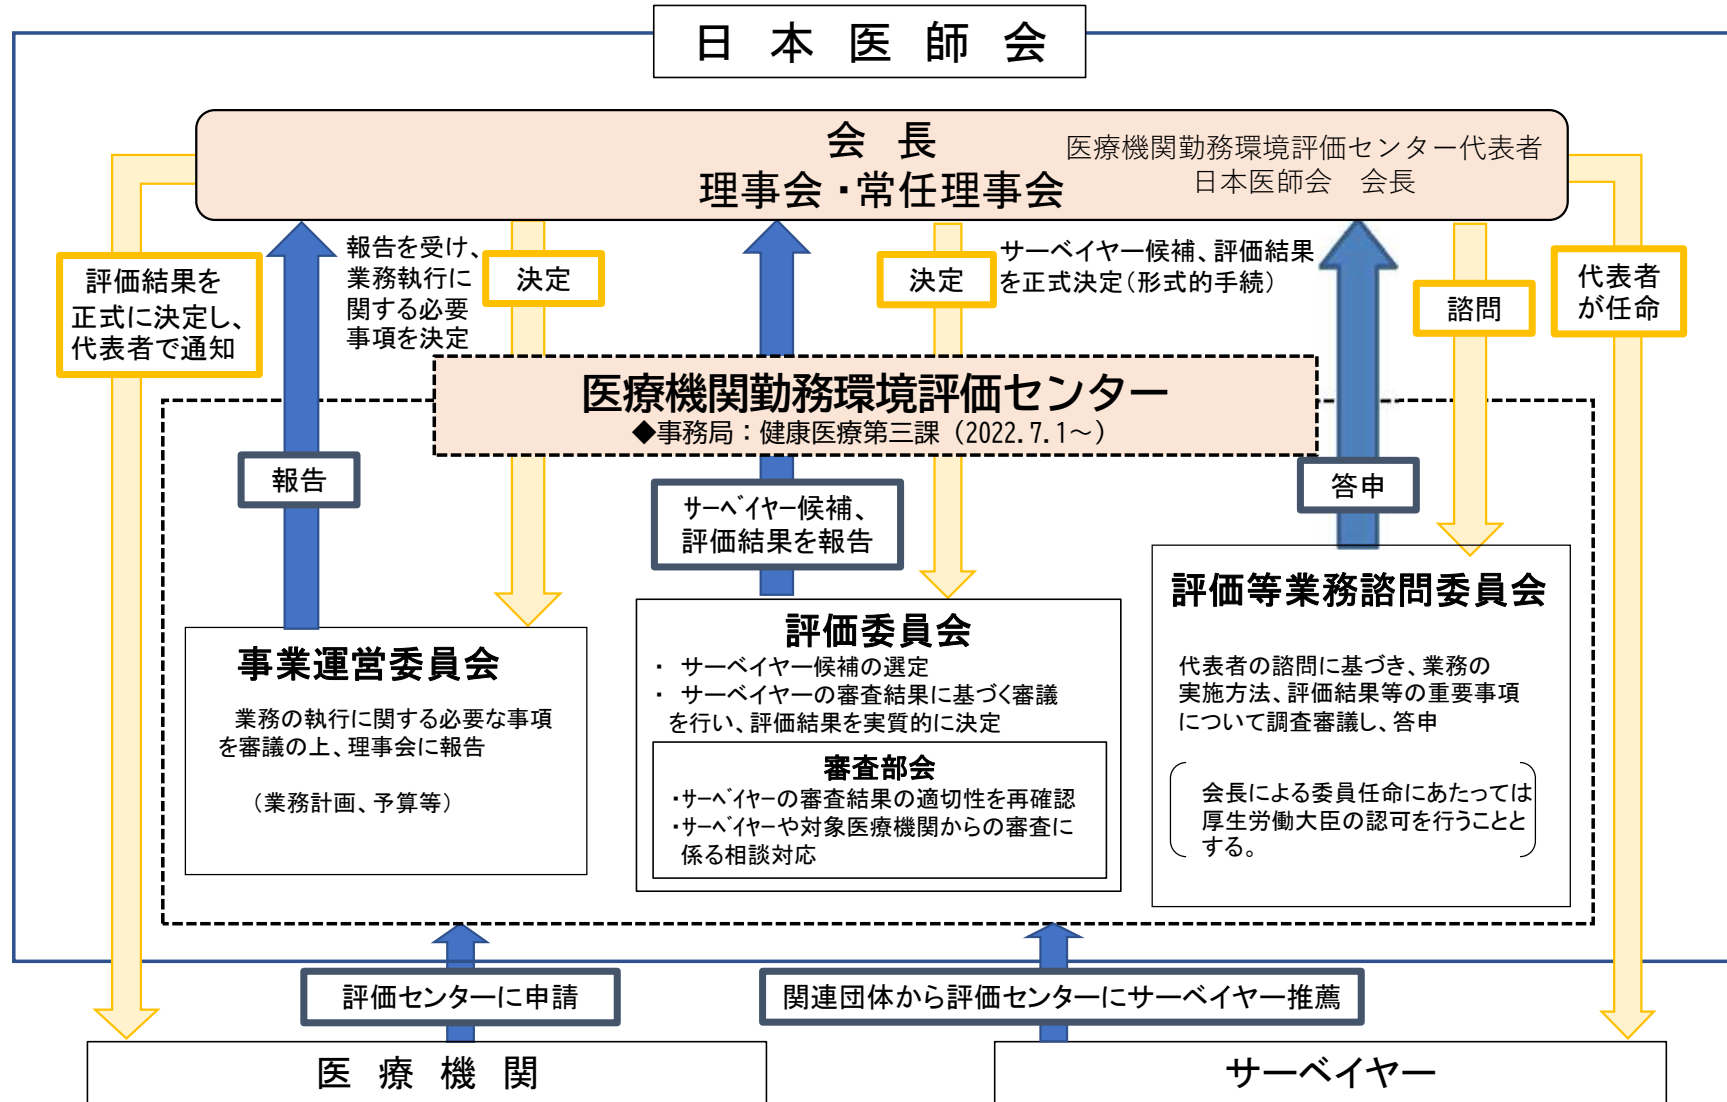 日本医師会
会長
理事会・常任理事会
医療機関勤務環境評価センター代表者
日本医師会　会長
評価結果を
正式に決定し、
代表者で通知
報告を受け、
業務執行に
関する必要
事項を決定
決定
決定
サーベイヤー候補、評価結果
を正式決定(形式的手続)
諮問
代表者
が任命
医療機関勤務環境評価センター
◆事務局：健康医療第三課（2022.7.1～）
報告
サーベイヤー候補、
評価結果を報告
答申
事業運営委員会
業務の執行に関する必要な事項
を審議の上、理事会に報告
（業務計画、予算等）
評価委員会
・ サーベイヤー候補の選定
・ サーベイヤーの審査結果に基づく審議
を行い、評価結果を実質的に決定
審査部会
・サーベイヤーの審査結果の適切性を再確認
・サーベイヤーや対象医療機関からの審査に
係る相談対応
評価等業務諮問委員会
代表者の諮問に基づき、業務の
実施方法、評価結果等の重要事項
について調査審議し、答申
会長による委員任命にあたっては
厚生労働大臣の認可を行うことと
する。
評価センターに申請
関連団体から評価センターにサーベイヤー推薦
医療機関
サーベイヤー